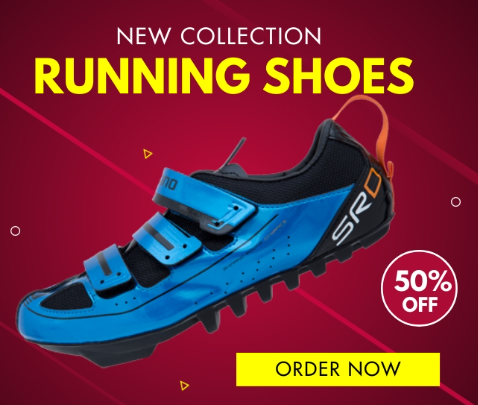 NEW COLLECTION
RUNNING SHOES
SRD
50%
OFF
ORDER NOW